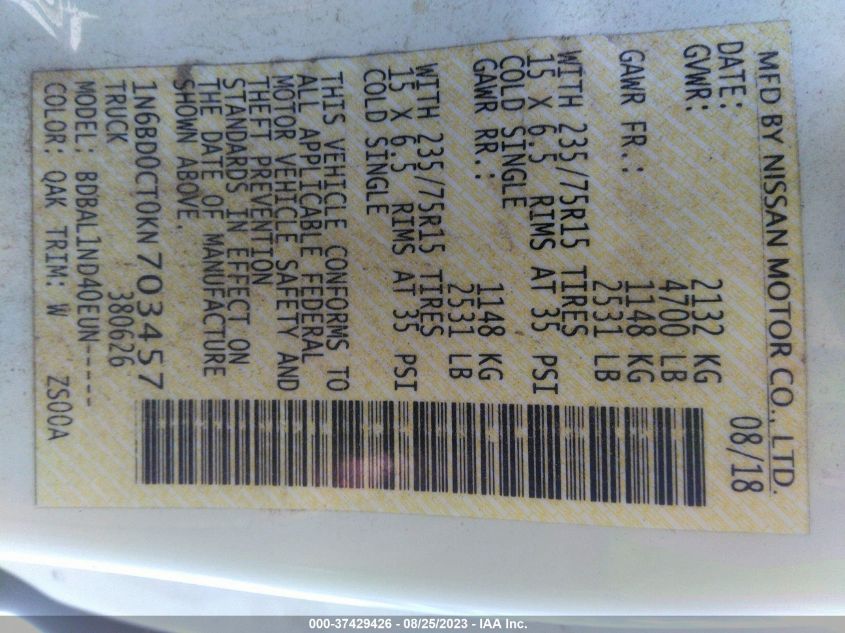 MFD BY NISSAN MOTOR CO., LTD.
DATE: 08/18
GVWR: 2132 KG
4700 LB
GAWR FR.: 1148 KG
2531 LB
WITH 235/75R15 TIRES
15 X 6.5 RIMS AT 35 PSI
COLD SINGLE
GAWR RR.: 1148 KG
2531 LB
WITH 235/75R15 TIRES
15 X 6.5 RIMS AT 35 PSI
COLD SINGLE
THIS VEHICLE CONFORMS TO
ALL APPLICABLE FEDERAL
MOTOR VEHICLE SAFETY AND
THEFT PREVENTION
STANDARDS IN EFFECT ON
THE DATE OF MANUFACTURE
SHOWN ABOVE.
1N6BD0CT0KN703457
TRUCK 380626
MODEL: BDBAL1ND40EUN-----
COLOR: QAK TRIM: W ZS00A
000-37429426 - 08/25/2023 - IAA Inc.